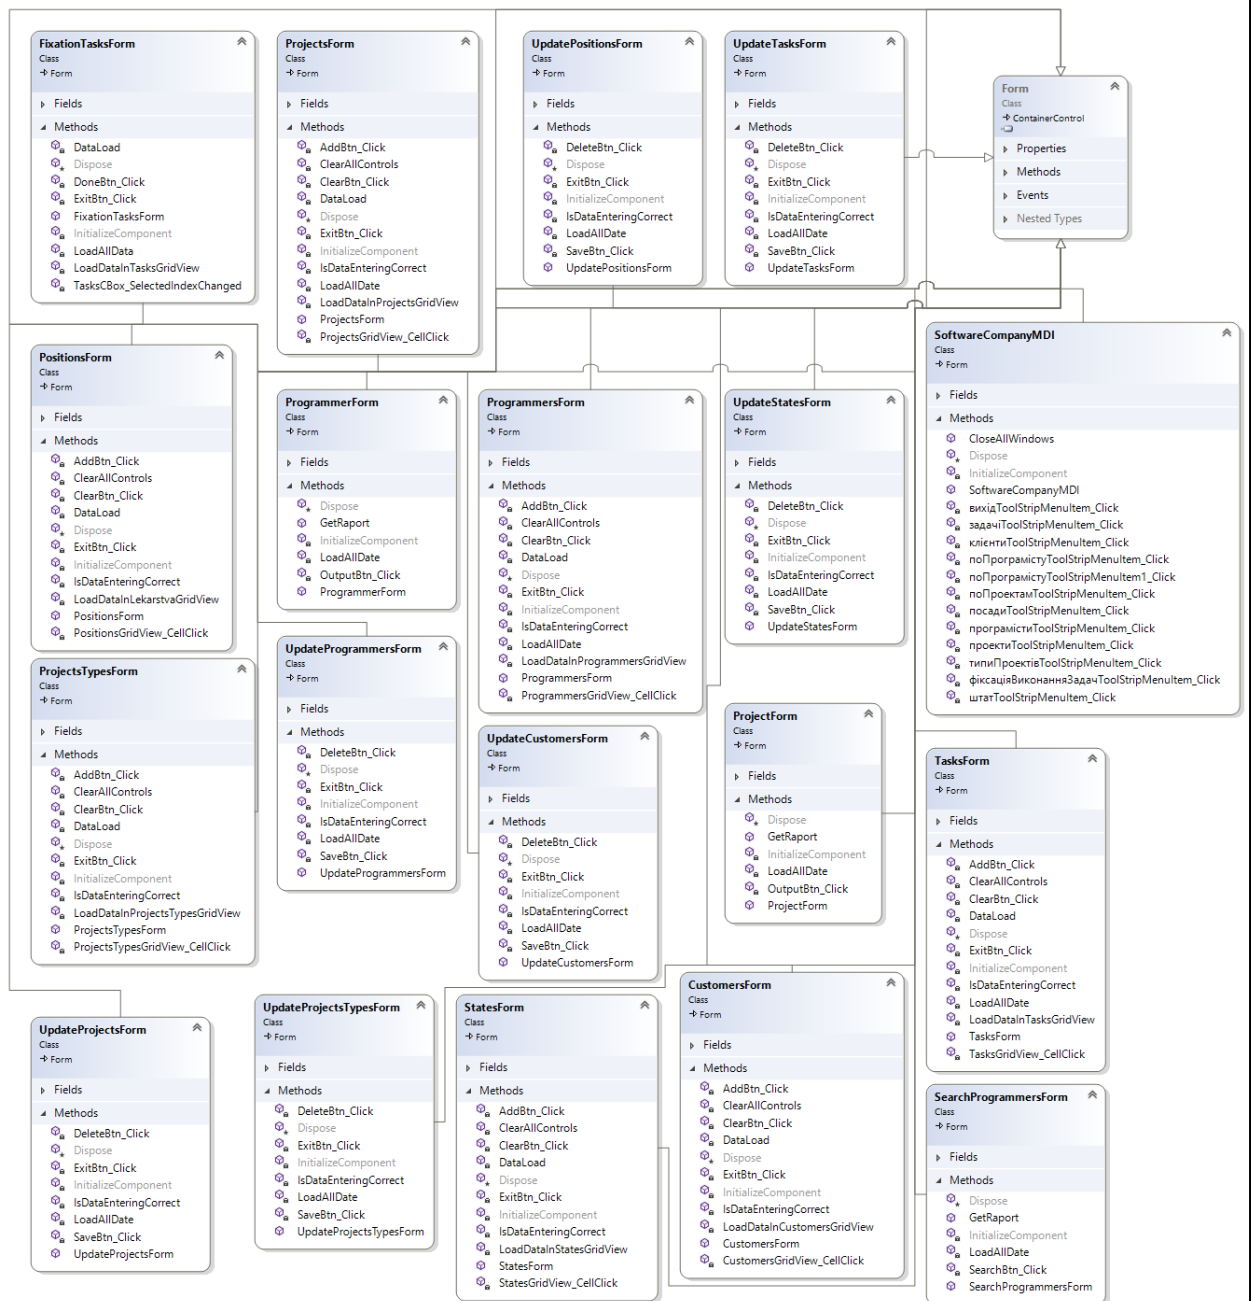 FixationTasksForm
Class
Form
Fields
Methods
DataLoad
Dispose
DoneBtn_Click
ExitBtn_Click
FixationTasksForm
InitializeComponent
LoadAllData
LoadDataInTasksGridView
TasksCBox_SelectedIndexChanged
ProjectsForm
Class
Form
Fields
Methods
AddBtn_Click
ClearAllControls
ClearBtn_Click
DataLoad
Dispose
ExitBtn_Click
InitializeComponent
IsDataEnteringCorrect
LoadAllDate
LoadDataInProjectsGridView
ProjectsForm
ProjectsGridView_CellClick
UpdatePositionsForm
Class
Form
Fields
Methods
DeleteBtn_Click
Dispose
ExitBtn_Click
InitializeComponent
IsDataEnteringCorrect
LoadAllDate
SaveBtn_Click
UpdatePositionsForm
UpdateTasksForm
Class
Form
Fields
Methods
DeleteBtn_Click
Dispose
ExitBtn_Click
InitializeComponent
IsDataEnteringCorrect
LoadAllDate
SaveBtn_Click
UpdateTasksForm
Form
Class
ContainerControl
Properties
Methods
Events
Nested Types
PositionsForm
Class
Form
Fields
Methods
AddBtn_Click
ClearAllControls
ClearBtn_Click
DataLoad
Dispose
ExitBtn_Click
InitializeComponent
IsDataEnteringCorrect
LoadDataInLekarstvaGridView
PositionsForm
PositionsGridView_CellClick
ProgrammerForm
Class
Form
Fields
Methods
Dispose
GetRaport
InitializeComponent
LoadAllDate
OutputBtn_Click
ProgrammerForm
ProgrammersForm
Class
Form
Fields
Methods
AddBtn_Click
ClearAllControls
ClearBtn_Click
DataLoad
Dispose
ExitBtn_Click
InitializeComponent
IsDataEnteringCorrect
LoadAllDate
LoadDataInProgrammersGridView
ProgrammersForm
ProgrammersGridView_CellClick
UpdateStatesForm
Class
Form
Fields
Methods
DeleteBtn_Click
Dispose
ExitBtn_Click
InitializeComponent
IsDataEnteringCorrect
LoadAllDate
SaveBtn_Click
UpdateStatesForm
SoftwareCompanyMDI
Class
Form
Fields
Methods
CloseAllWindows
Dispose
InitializeComponent
SoftwareCompanyMDI
вихідToolStripMenuItem_Click
задачіToolStripMenuItem_Click
клієнтиToolStripMenuItem_Click
поПрограмістуToolStripMenuItem_Click
поПрограмістуToolStripMenuItem1_Click
поПроектамToolStripMenuItem_Click
посадиToolStripMenuItem_Click
програмістиToolStripMenuItem_Click
проектиToolStripMenuItem_Click
типиПроектівToolStripMenuItem_Click
фіксаціяВиконанняЗадачToolStripMenuItem_Click
штатToolStripMenuItem_Click
ProjectsTypesForm
Class
Form
Fields
Methods
AddBtn_Click
ClearAllControls
ClearBtn_Click
DataLoad
Dispose
ExitBtn_Click
InitializeComponent
IsDataEnteringCorrect
LoadDataInProjectsTypesGridView
ProjectsTypesForm
ProjectsTypesGridView_CellClick
UpdateProgrammersForm
Class
Form
Fields
Methods
DeleteBtn_Click
Dispose
ExitBtn_Click
InitializeComponent
IsDataEnteringCorrect
LoadAllDate
SaveBtn_Click
UpdateProgrammersForm
UpdateCustomersForm
Class
Form
Fields
Methods
DeleteBtn_Click
Dispose
ExitBtn_Click
InitializeComponent
IsDataEnteringCorrect
LoadAllDate
SaveBtn_Click
UpdateCustomersForm
ProjectForm
Class
Form
Fields
Methods
Dispose
GetRaport
InitializeComponent
LoadAllDate
OutputBtn_Click
ProjectForm
TasksForm
Class
Form
Fields
Methods
AddBtn_Click
ClearAllControls
ClearBtn_Click
DataLoad
Dispose
ExitBtn_Click
InitializeComponent
IsDataEnteringCorrect
LoadAllDate
LoadDataInTasksGridView
TasksForm
TasksGridView_CellClick
UpdateProjectsForm
Class
Form
Fields
Methods
DeleteBtn_Click
Dispose
ExitBtn_Click
InitializeComponent
IsDataEnteringCorrect
LoadAllDate
SaveBtn_Click
UpdateProjectsForm
UpdateProjectsTypesForm
Class
Form
Fields
Methods
DeleteBtn_Click
Dispose
ExitBtn_Click
InitializeComponent
IsDataEnteringCorrect
LoadAllDate
SaveBtn_Click
UpdateProjectsTypesForm
StatesForm
Class
Form
Fields
Methods
AddBtn_Click
ClearAllControls
ClearBtn_Click
DataLoad
Dispose
ExitBtn_Click
InitializeComponent
IsDataEnteringCorrect
LoadDataInStatesGridView
StatesForm
StatesGridView_CellClick
CustomersForm
Class
Form
Fields
Methods
AddBtn_Click
ClearAllControls
ClearBtn_Click
DataLoad
Dispose
ExitBtn_Click
InitializeComponent
IsDataEnteringCorrect
LoadDataInCustomersGridView
CustomersForm
CustomersGridView_CellClick
SearchProgrammersForm
Class
Form
Fields
Methods
Dispose
GetRaport
InitializeComponent
LoadAllDate
SearchBtn_Click
SearchProgrammersForm